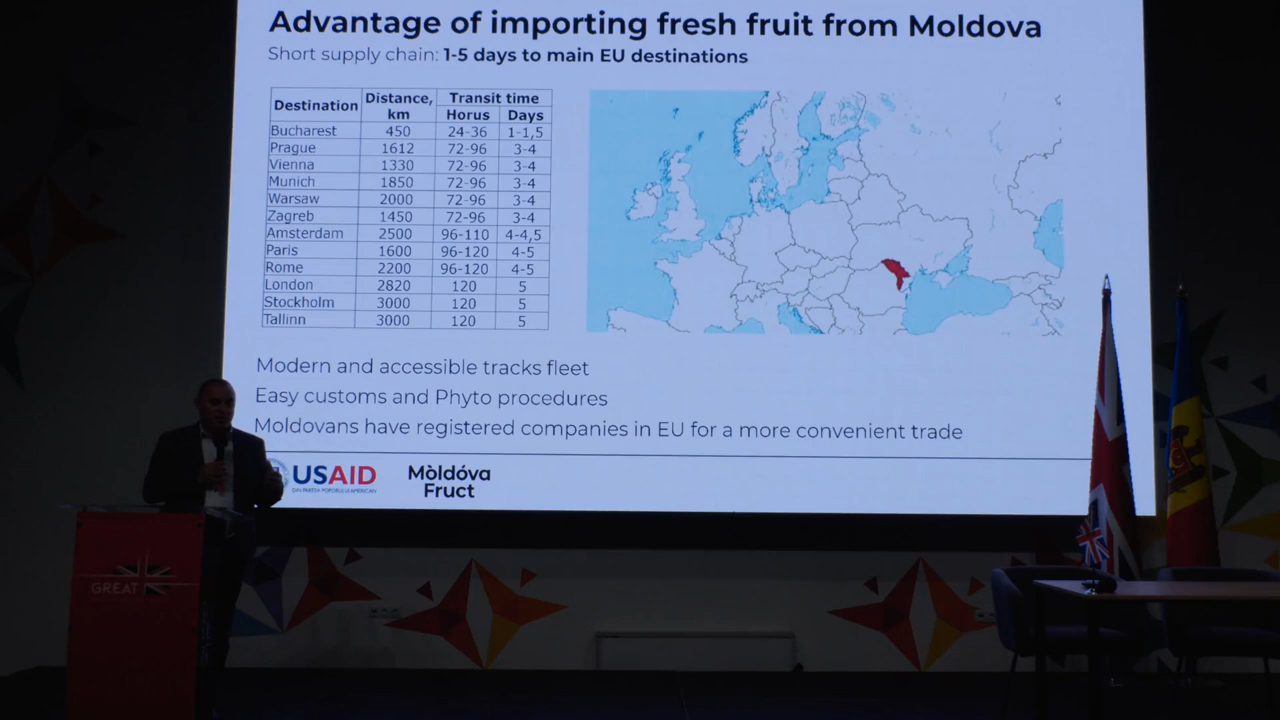 Advantage of importing fresh fruit from Moldova
Short supply chain: 1-5 days to main EU destinations
Destination Distance, km Transit time
Horus Days
Bucharest 450 24-36 1-1,5
Prague 1612 72-96 3-4
Vienna 1330 72-96 3-4
Munich 1850 72-96 3-4
Warsaw 2000 72-96 3-4
Zagreb 1450 72-96 3-4
Amsterdam 2500 96-110 4-4,5
Paris 1600 96-120 4-5
Rome 2200 96-120 4-5
London 2820 120 5
Stockholm 3000 120 5
Tallinn 3000 120 5
Modern and accessible tracks fleet
Easy customs and Phyto procedures
Moldovans have registered companies in EU for a more convenient trade
USAID
DIN PARTEA POPORULUI AMERICAN
Mòldóva
Fruct
GREAT